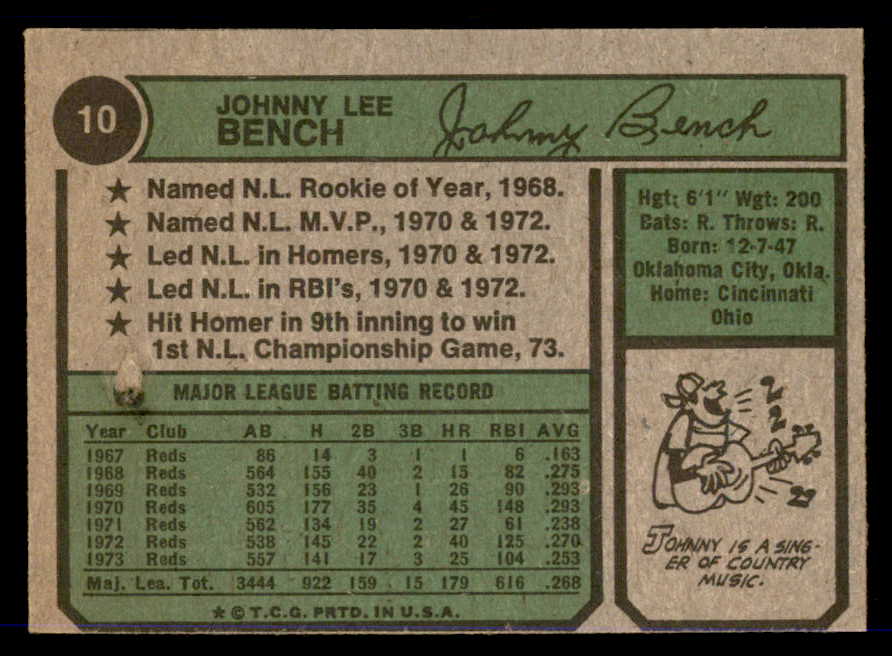 10
JOHNNY LEE
BENCH
Johnny Bench
★ Named N.L. Rookie of Year, 1968.
★ Named N.L. M.V.P., 1970 & 1972.
★ Led N.L. in Homers, 1970 & 1972.
★ Led N.L. in RBI's, 1970 & 1972.
★ Hit Homer in 9th inning to win
1st N.L. Championship Game, 73.
Hgt: 6'1" Wgt: 200
Bats: R. Throws: R.
Born: 12-7-47
Oklahoma City, Okla.
Home: Cincinnati
Ohio
MAJOR LEAGUE BATTING RECORD
Year Club AB H 2B 3B HR RBI AVG
1967 Reds 86 14 3 1 1 6 .163
1968 Reds 564 155 40 2 15 82 .275
1969 Reds 532 156 23 1 26 90 .293
1970 Reds 605 177 35 4 45 148 .293
1971 Reds 562 134 19 2 27 61 .238
1972 Reds 538 145 22 2 40 125 .270
1973 Reds 557 141 17 3 25 104 .253
Maj. Lea. Tot. 3444 922 159 15 179 616 .268
★ © T.C.G. PRTD. IN U.S.A.
JOHNNY IS A SING-
ER OF COUNTRY
MUSIC.